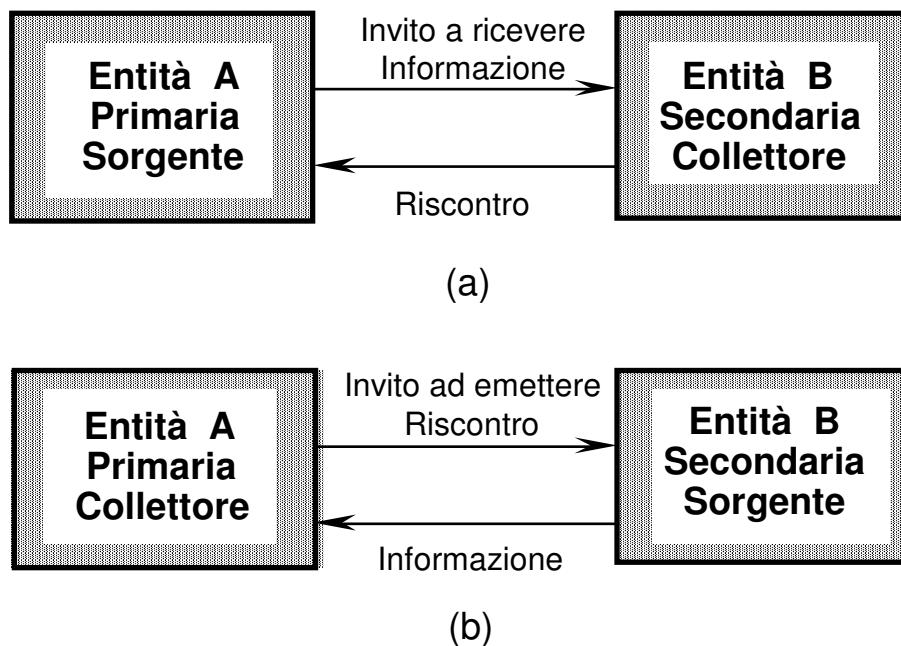 Invito a ricevere
Informazione
Entità A
Primaria
Sorgente
Entità B
Secondaria
Collettore
Riscontro
(a)
Invito ad emettere
Riscontro
Entità A
Primaria
Collettore
Entità B
Secondaria
Sorgente
Informazione
(b)